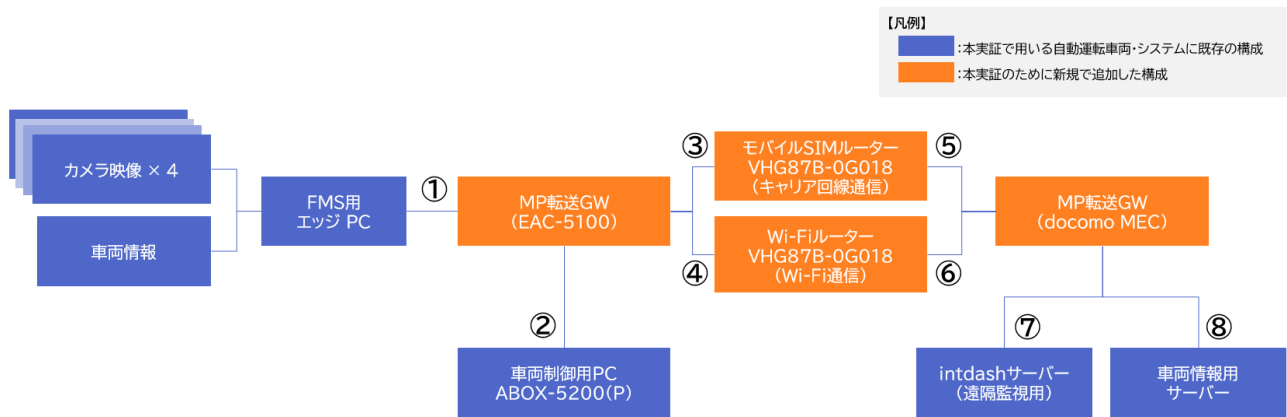 【凡例】
:本実証で用いる自動運転車両・システムに既存の構成
:本実証のために新規で追加した構成
カメラ映像 × 4
車両情報
FMS用
エッジ PC
①
MP転送GW
(EAC-5100)
②
車両制御用PC
ABOX-5200(P)
③
モバイルSIMルーター
VHG87B-0G018
(キャリア回線通信)
⑤
④
Wi-Fiルーター
VHG87B-0G018
(Wi-Fi通信)
⑥
MP転送GW
(docomo MEC)
⑦
intdashサーバー
(遠隔監視用)
⑧
車両情報用
サーバー